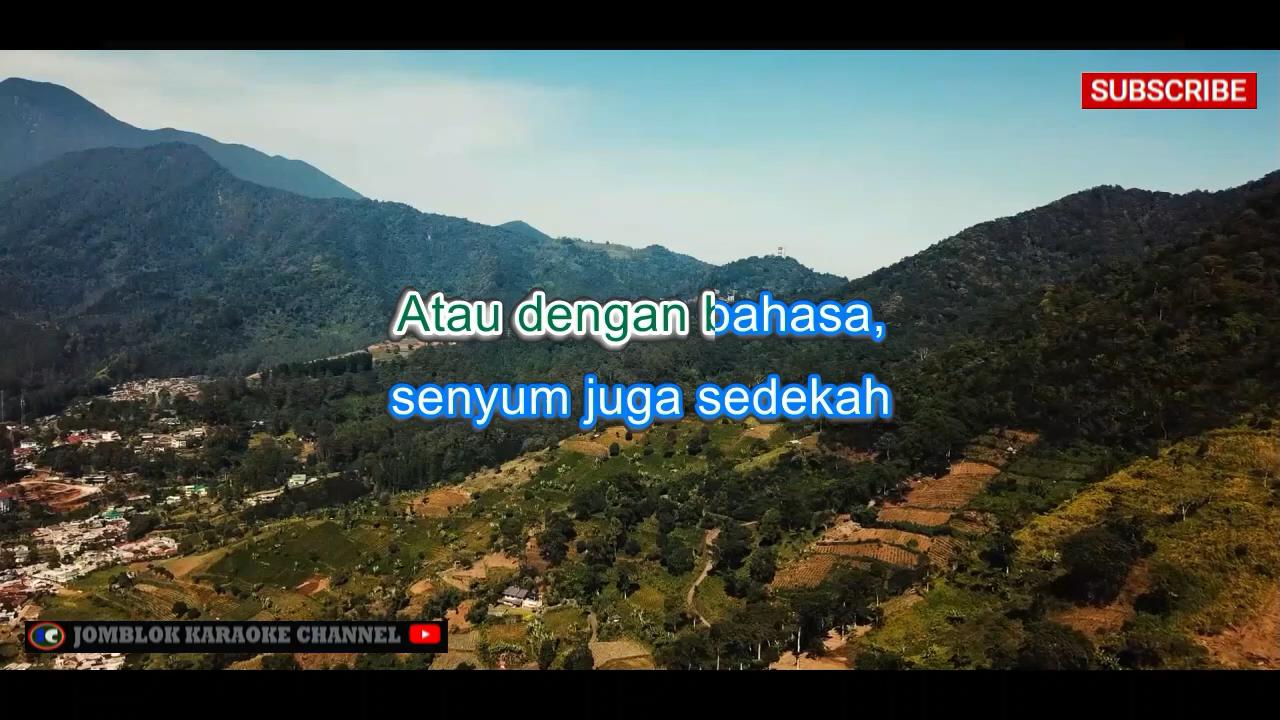 SUBSCRIBE
Atau dengan bahasa,
senyum juga sedekah
JOMBLOK KARAOKE CHANNEL